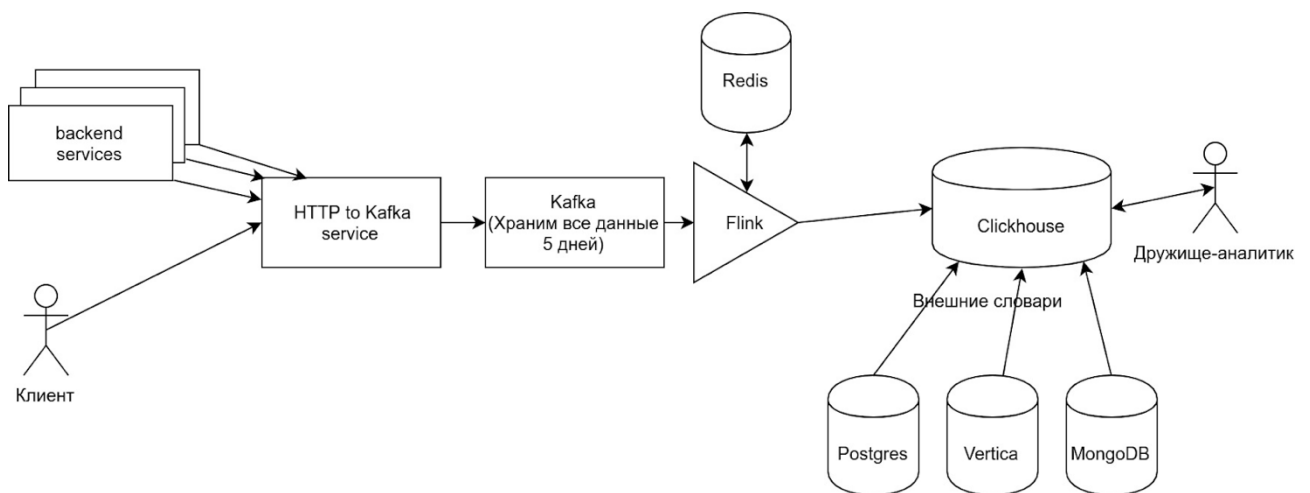 backend
services
HTTP to Kafka
service
Kafka
(Храним все данные
5 дней)
Redis
Flink
Clickhouse
Дружище-аналитик
Внешние словари
Клиент
Postgres
Vertica
MongoDB